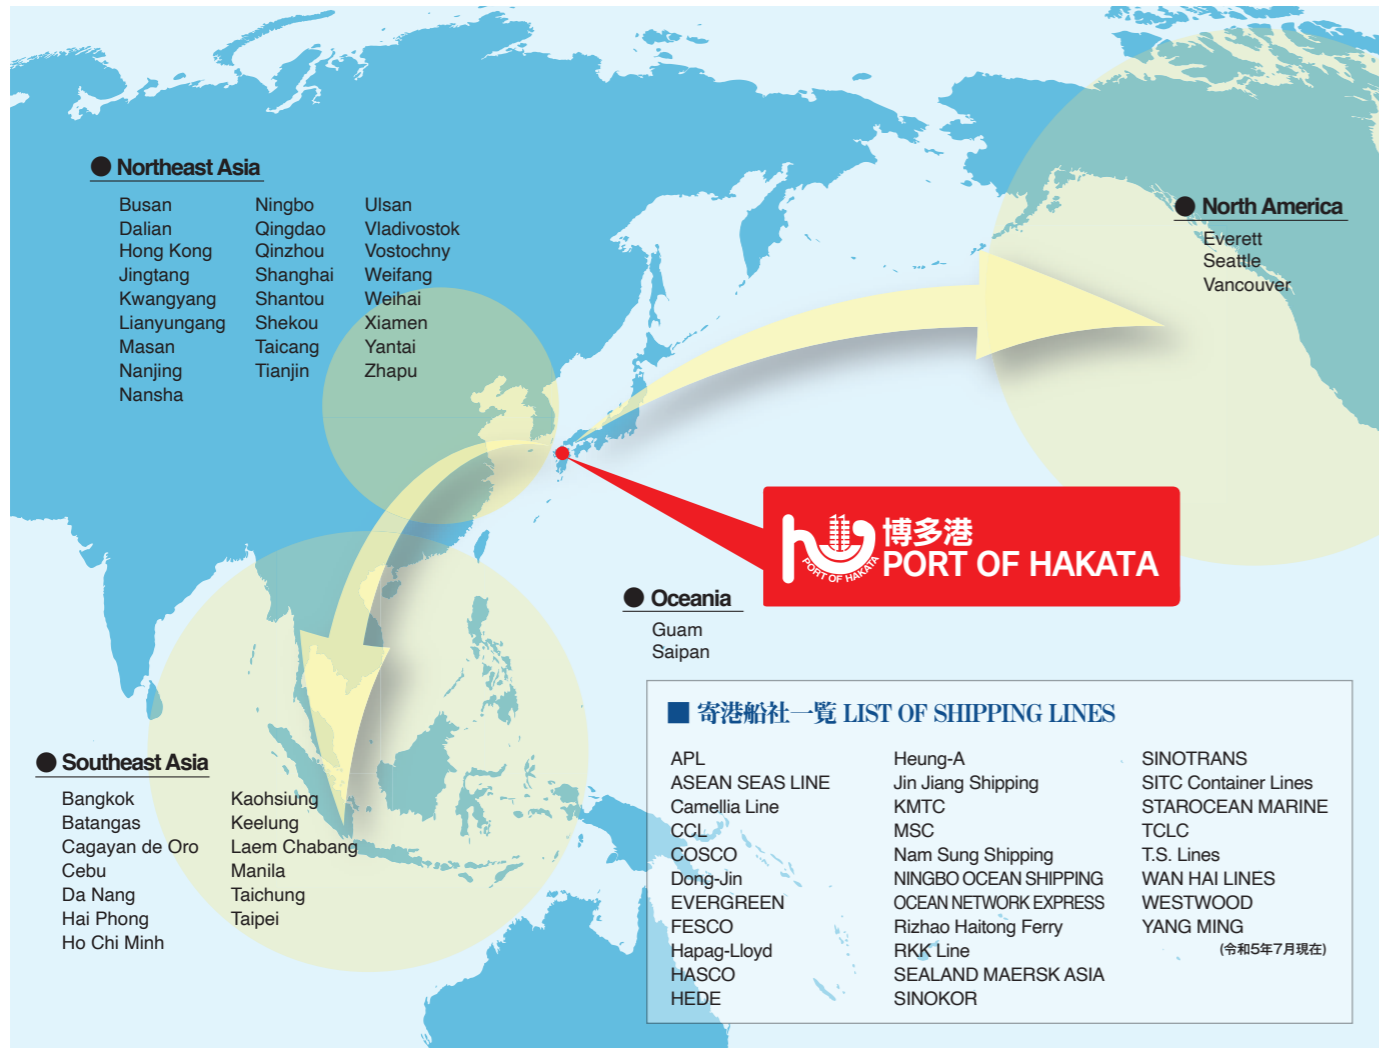 ● Northeast Asia
Busan
Dalian
Hong Kong
Jingtang
Kwangyang
Lianyungang
Masan
Nanjing
Nansha
Ningbo
Qingdao
Qinzhou
Shanghai
Shantou
Shekou
Taicang
Tianjin
Ulsan
Vladivostok
Vostochny
Weifang
Weihai
Xiamen
Yantai
Zhapu
● North America
Everett
Seattle
Vancouver
博多港
PORT OF HAKATA
PORT OF HAKATA
● Oceania
Guam
Saipan
● Southeast Asia
Bangkok
Batangas
Cagayan de Oro
Cebu
Da Nang
Hai Phong
Ho Chi Minh
Kaohsiung
Keelung
Laem Chabang
Manila
Taichung
Taipei
■ 寄港船社一覧 LIST OF SHIPPING LINES
APL
ASEAN SEAS LINE
Camellia Line
CCL
COSCO
Dong-Jin
EVERGREEN
FESCO
Hapag-Lloyd
HASCO
HEDE
Heung-A
Jin Jiang Shipping
KMTC
MSC
Nam Sung Shipping
NINGBO OCEAN SHIPPING
OCEAN NETWORK EXPRESS
Rizhao Haitong Ferry
RKK Line
SEALAND MAERSK ASIA
SINOKOR
SINOTRANS
SITC Container Lines
STAROCEAN MARINE
TCLC
T.S. Lines
WAN HAI LINES
WESTWOOD
YANG MING
(令和5年7月現在)